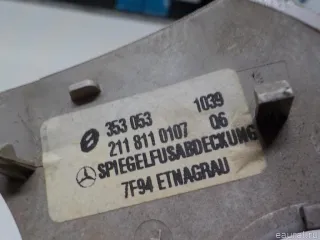 353 053 1039
211 811 0107 06
SPIEGELFUSABDECKUNG
7F94 ETNAGRAU